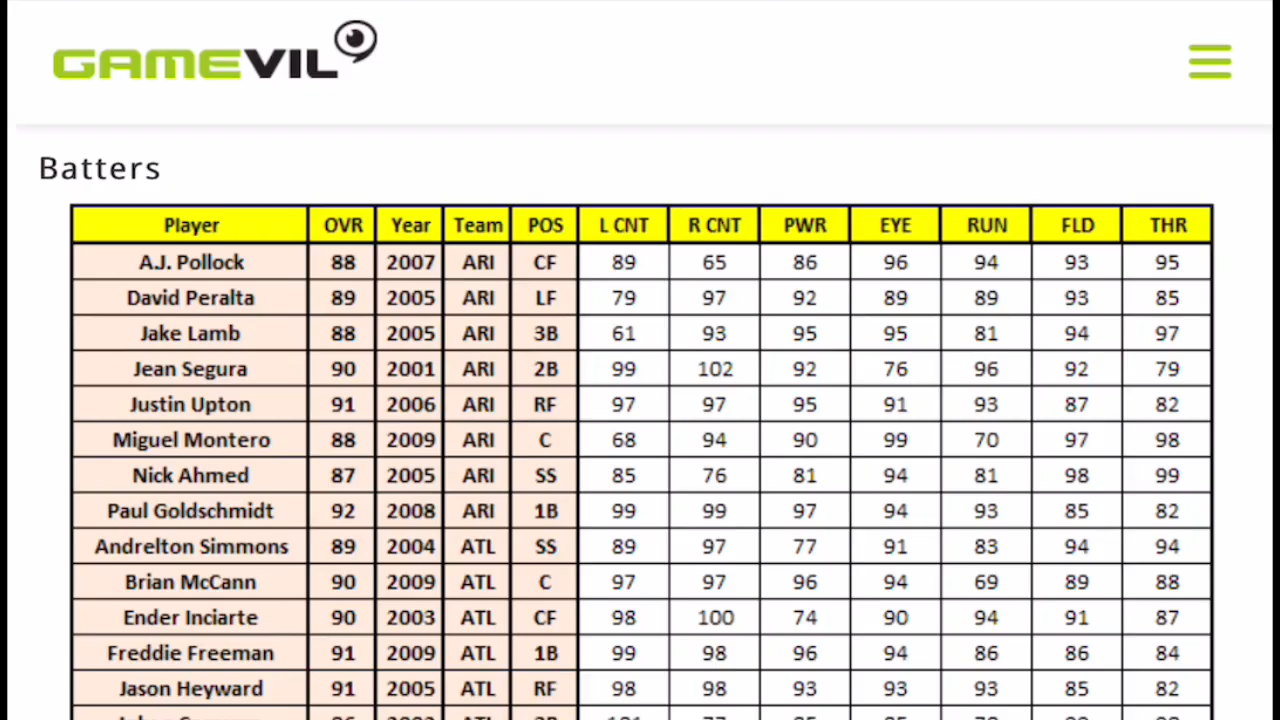 GAMEVIL
Batters
Player OVR Year Team POS L CNT R CNT PWR EYE RUN FLD THR
A.J. Pollock 88 2007 ARI CF 89 65 86 96 94 93 95
David Peralta 89 2005 ARI LF 79 97 92 89 89 93 85
Jake Lamb 88 2005 ARI 3B 61 93 95 95 81 94 97
Jean Segura 90 2001 ARI 2B 99 102 92 76 96 92 79
Justin Upton 91 2006 ARI RF 97 97 95 91 93 87 82
Miguel Montero 88 2009 ARI C 68 94 90 99 70 97 98
Nick Ahmed 87 2005 ARI SS 85 76 81 94 81 98 99
Paul Goldschmidt 92 2008 ARI 1B 99 99 97 94 93 85 82
Andrelton Simmons 89 2004 ATL SS 89 97 77 91 83 94 94
Brian McCann 90 2009 ATL C 97 97 96 94 69 89 88
Ender Inciarte 90 2003 ATL CF 98 100 74 90 94 91 87
Freddie Freeman 91 2009 ATL 1B 99 98 96 94 86 86 84
Jason Heyward 91 2005 ATL RF 98 98 93 93 93 85 82